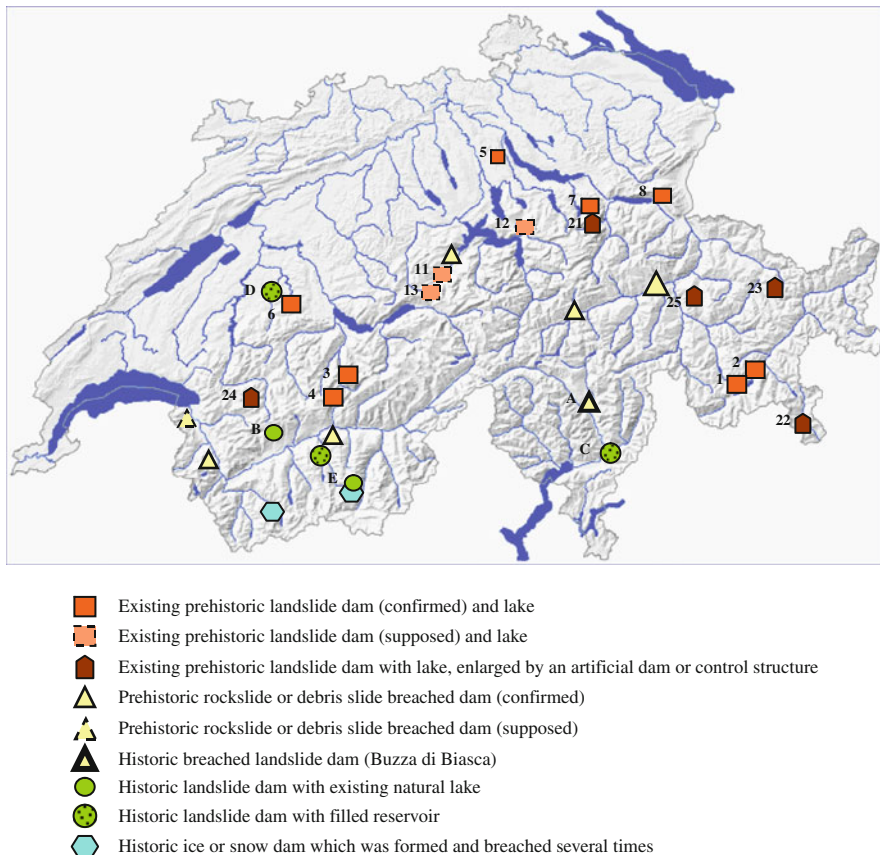 5
8
7
21
12
11
13
D
6
25
23
3
2
1
24
4
A
B
22
C
E
Existing prehistoric landslide dam (confirmed) and lake
Existing prehistoric landslide dam (supposed) and lake
Existing prehistoric landslide dam with lake, enlarged by an artificial dam or control structure
Prehistoric rockslide or debris slide breached dam (confirmed)
Prehistoric rockslide or debris slide breached dam (supposed)
Historic breached landslide dam (Buzza di Biasca)
Historic landslide dam with existing natural lake
Historic landslide dam with filled reservoir
Historic ice or snow dam which was formed and breached several times